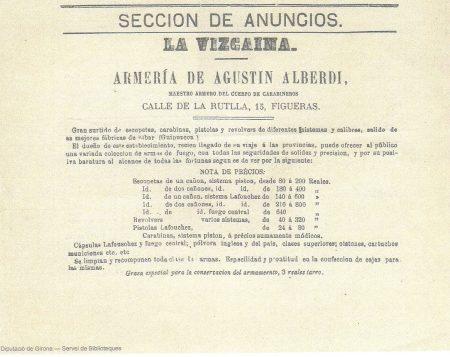 SECCION DE ANUNCIOS.
LA VIZCAINA.
ARMERÍA DE AGUSTIN ALBERDI,
MAESTRO ARMERO DEL CUERPO DE CARABINEROS
CALLE DE LA RUTLLA, 15, FIGUERAS.
Gran surtido de escopetas, carabinas, pistolas y revolvers de diferentes sistemas y calibres, salido de
as mejores fábricas de Eibar (Guipuzcoa)
El dueño de este establecimiento, recien llegado de su viaje á las provincias, puede ofrecer al público
una variada coleccion de armas de fuego, con todas las seguridades de solidez y precision, y por su posi-
tiva baratura al alcance de todas las fortunas segun es de ver por la siguiente:
NOTA DE PRECIOS:
Escopetas de un cañon, sistema piston, desde 80 á 200 Reales.
Id. de dos cañones, id. id. de 180 á 400 »
Id. de un cañon, sistema Lafouchez, de 140 á 600 »
Id. de dos cañones, id. id. de 216 á 800 »
Id. de id. fuego central de 640 »
Revolvers varios sistemas, de 40 á 320 »
Pistolas Lafouchez, de 24 á 80 »
Carabinas, sistema piston, á precios sumamente módicos.
Cápsulas Lafouchez y fuego central; pólvora inglesa y del pais, clases superiores; pistones, cartuchos
municiones etc. etc
Se limpian y recomponen toda clase de armas. Especilidad y prontitud en la confeccion de cajas para
las mismas.
Grasa especial para la conservacion del armamento, 3 reales tarro.
Diputació de Girona — Servei de Biblioteques